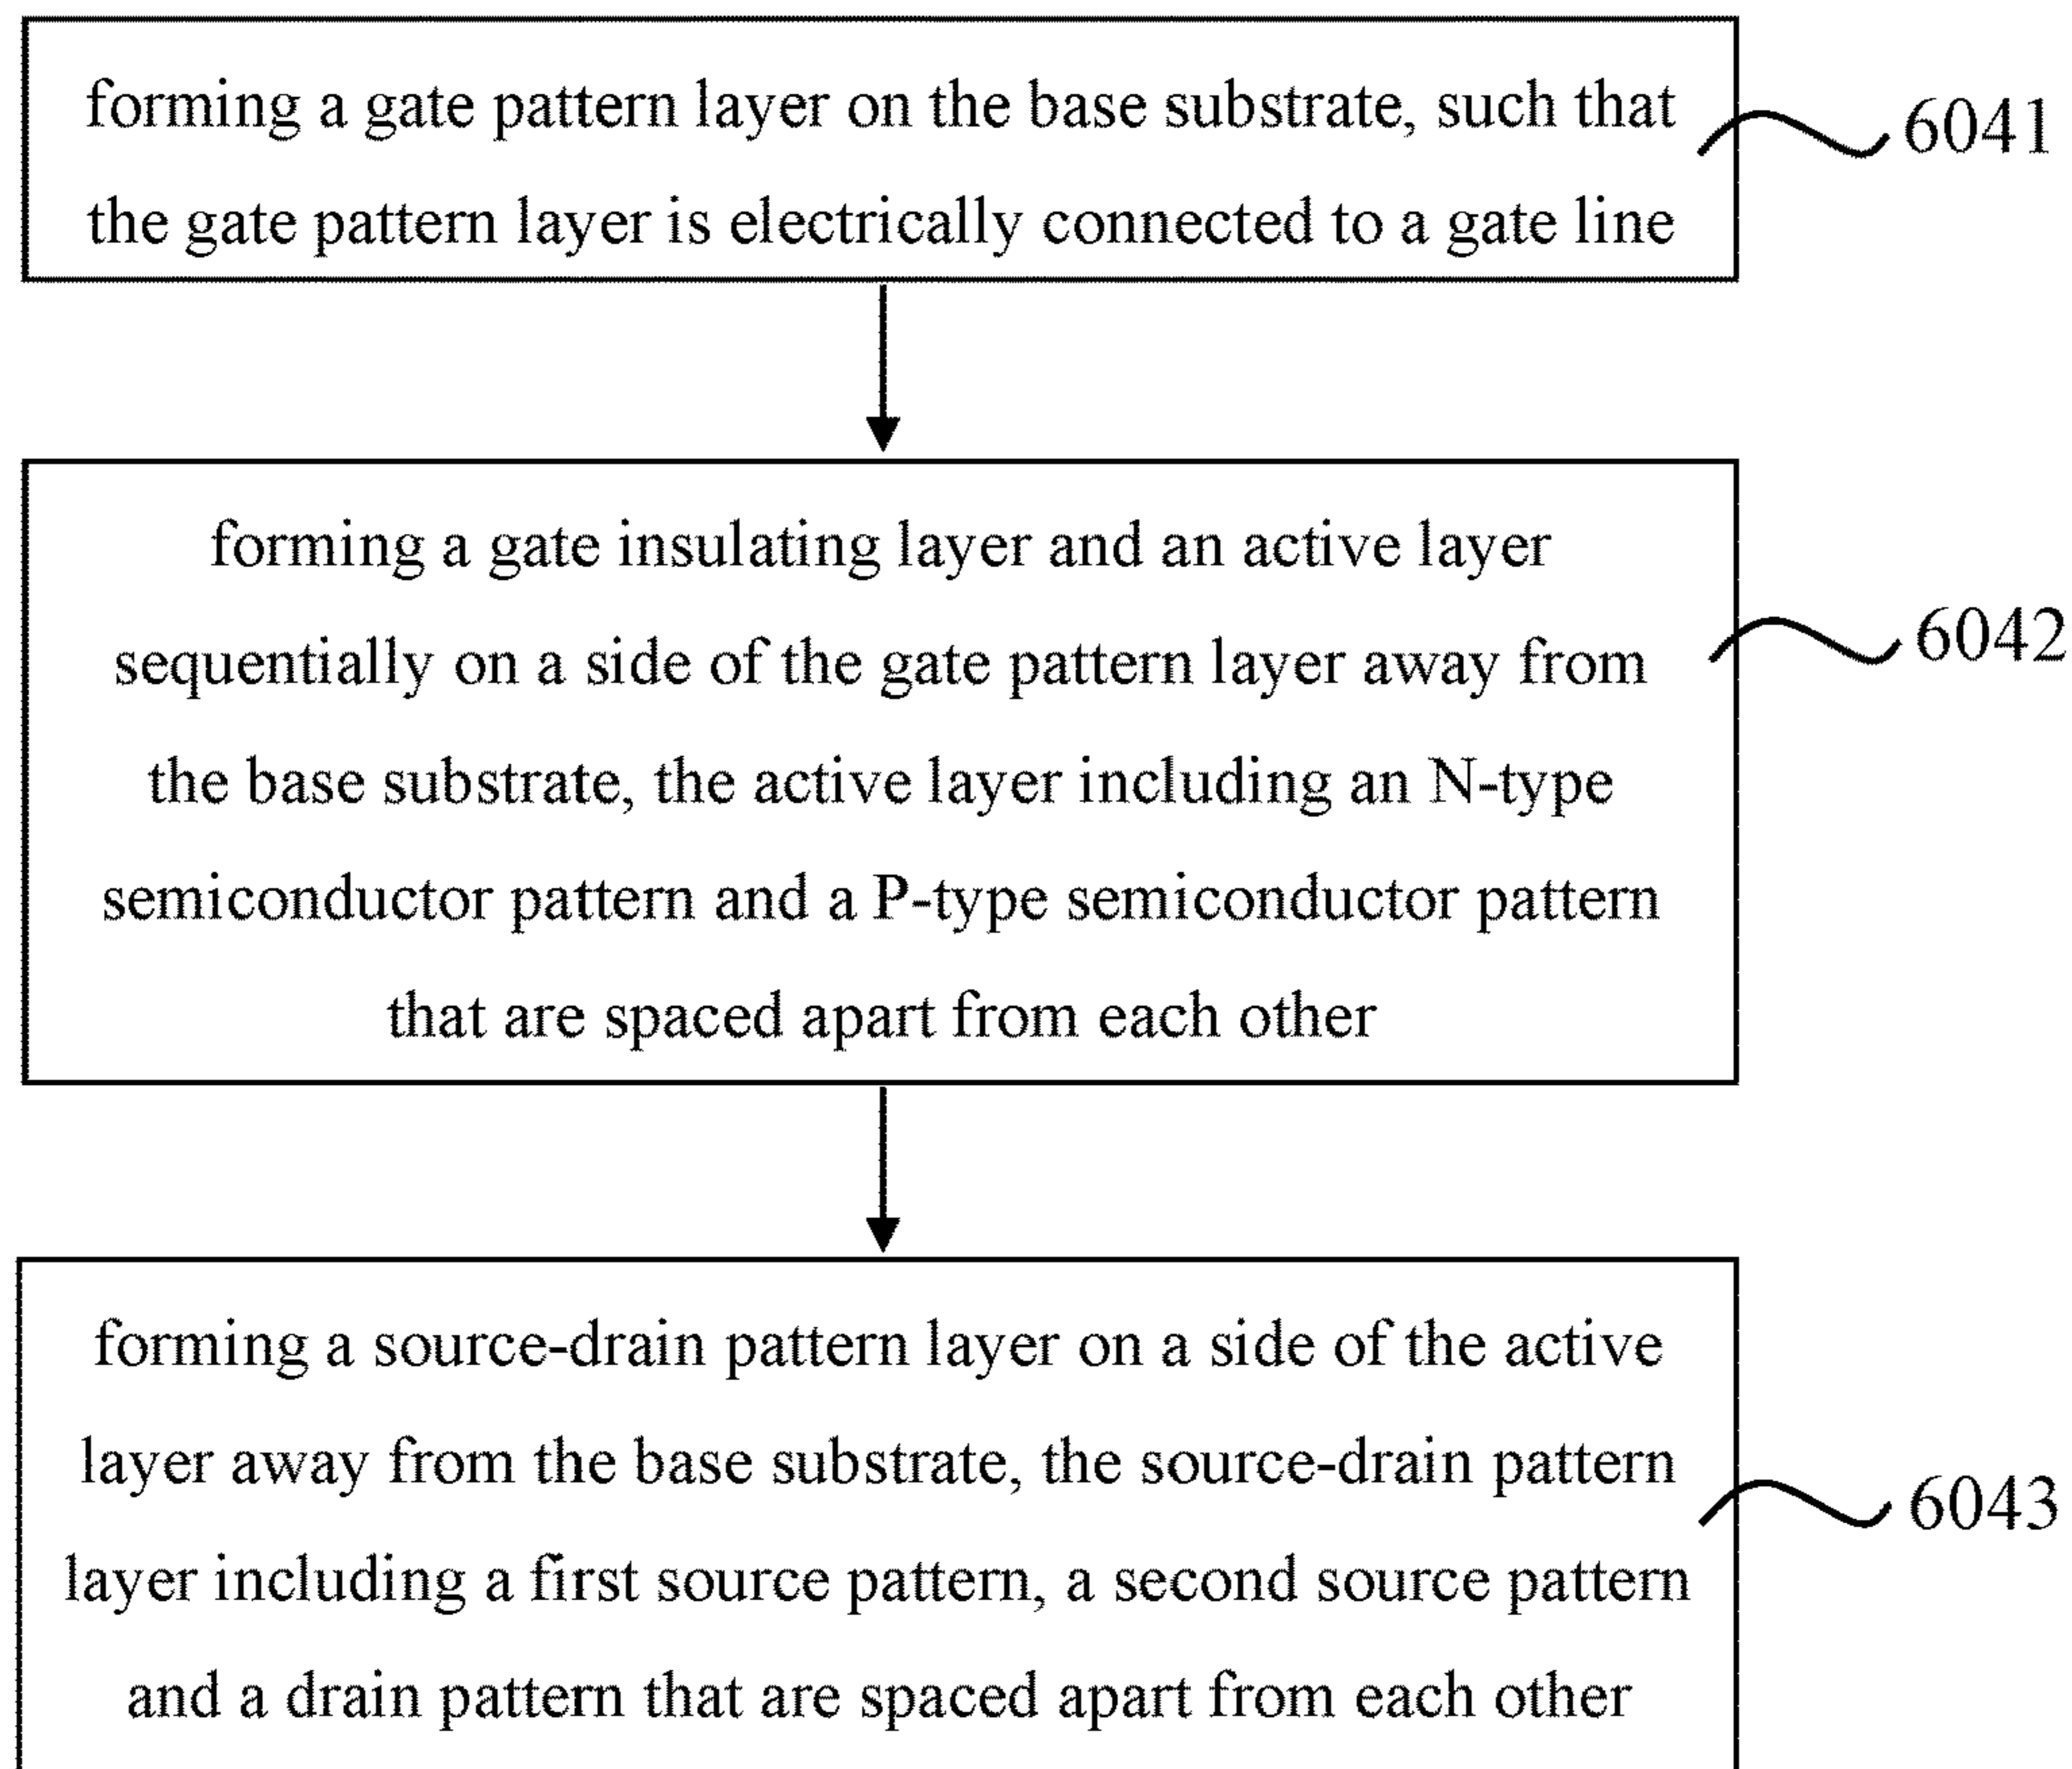 forming a gate pattern layer on the base substrate, such that
the gate pattern layer is electrically connected to a gate line
6041
forming a gate insulating layer and an active layer
sequentially on a side of the gate pattern layer away from
the base substrate, the active layer including an N-type
semiconductor pattern and a P-type semiconductor pattern
that are spaced apart from each other
6042
forming a source-drain pattern layer on a side of the active
layer away from the base substrate, the source-drain pattern
layer including a first source pattern, a second source pattern
and a drain pattern that are spaced apart from each other
6043